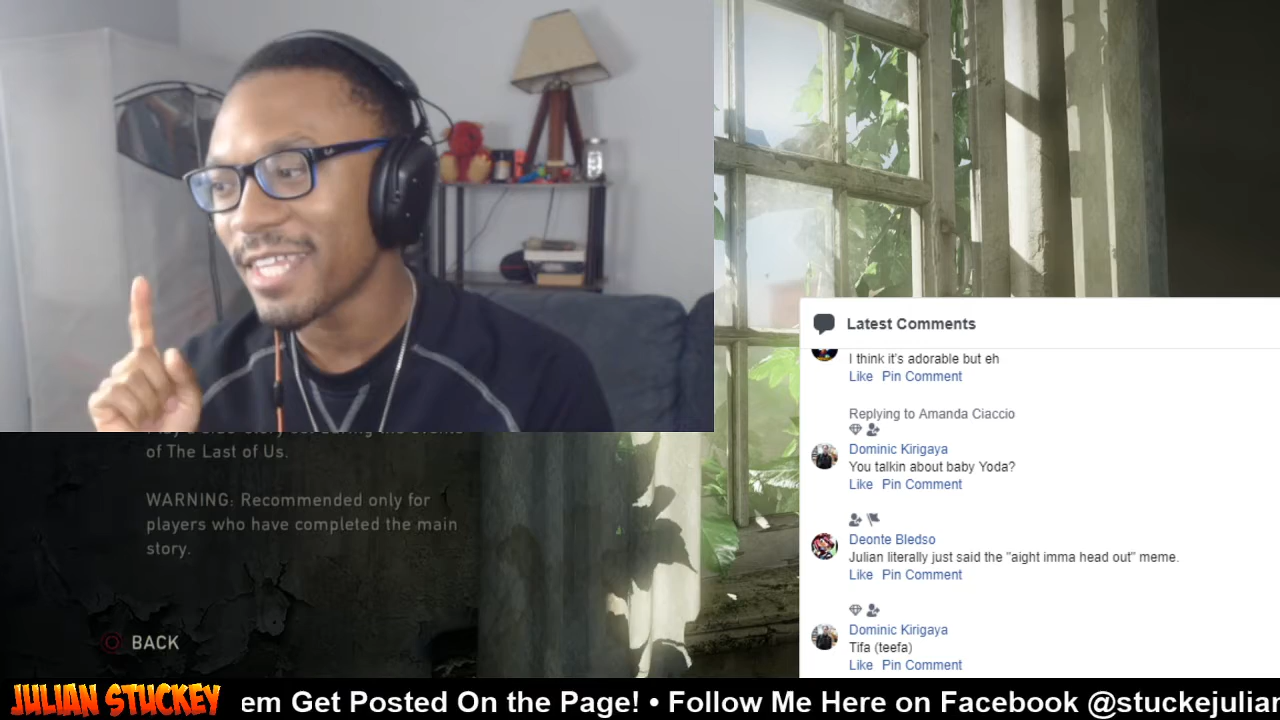 of The Last of Us.
WARNING: Recommended only for
players who have completed the main
story.
BACK
Latest Comments
I think it's adorable but eh
Like Pin Comment
Replying to Amanda Ciaccio
Dominic Kirigaya
You talkin about baby Yoda?
Like Pin Comment
Deonte Bledso
Julian literally just said the "aight imma head out" meme.
Like Pin Comment
Dominic Kirigaya
Tifa (teefa)
Like Pin Comment
JULIAN STUCKEY
em Get Posted On the Page! • Follow Me Here on Facebook @stuckejulian